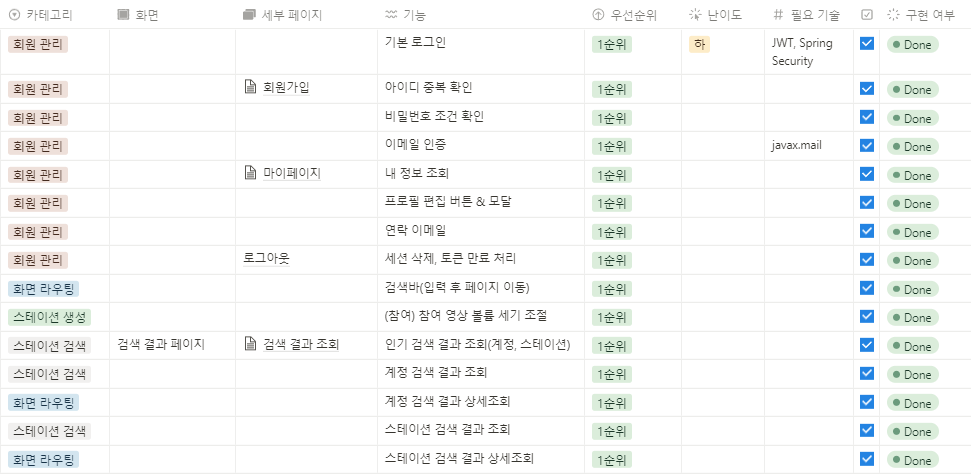 카테고리 화면 세부 페이지 기능 우선순위 난이도 필요 기술 구현 여부
회원 관리 기본 로그인 1순위 하 JWT, Spring
Security Done
회원 관리 회원가입 아이디 중복 확인 1순위 Done
회원 관리 비밀번호 조건 확인 1순위 Done
회원 관리 이메일 인증 1순위 javax.mail Done
회원 관리 마이페이지 내 정보 조회 1순위 Done
회원 관리 프로필 편집 버튼 & 모달 1순위 Done
회원 관리 연락 이메일 1순위 Done
회원 관리 로그아웃 세션 삭제, 토큰 만료 처리 1순위 Done
화면 라우팅 검색바(입력 후 페이지 이동) 1순위 Done
스테이션 생성 (참여) 참여 영상 볼륨 세기 조절 1순위 Done
스테이션 검색 검색 결과 페이지 검색 결과 조회 인기 검색 결과 조회(계정, 스테이션) 1순위 Done
스테이션 검색 계정 검색 결과 조회 1순위 Done
화면 라우팅 계정 검색 결과 상세조회 1순위 Done
스테이션 검색 스테이션 검색 결과 조회 1순위 Done
화면 라우팅 스테이션 검색 결과 상세조회 1순위 Done